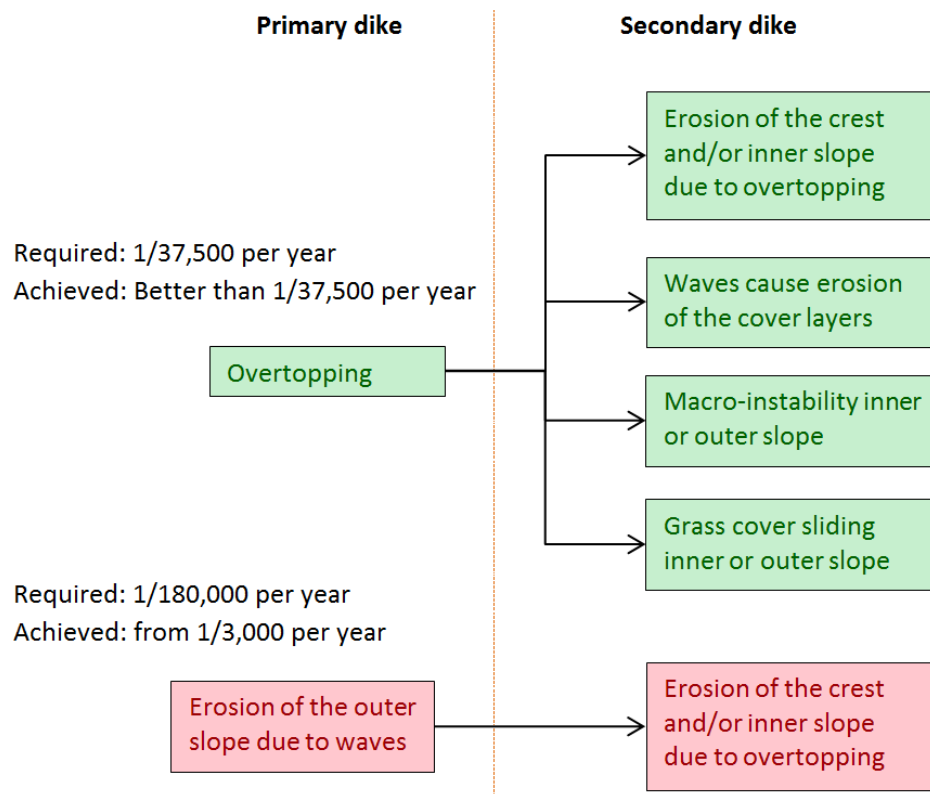 Primary dike
Secondary dike
Erosion of the crest
and/or inner slope
due to overtopping
Required: 1/37,500 per year
Achieved: Better than 1/37,500 per year
Waves cause erosion
of the cover layers
Overtopping
Macro-instability inner
or outer slope
Grass cover sliding
inner or outer slope
Required: 1/180,000 per year
Achieved: from 1/3,000 per year
Erosion of the outer
slope due to waves
Erosion of the crest
and/or inner slope
due to overtopping